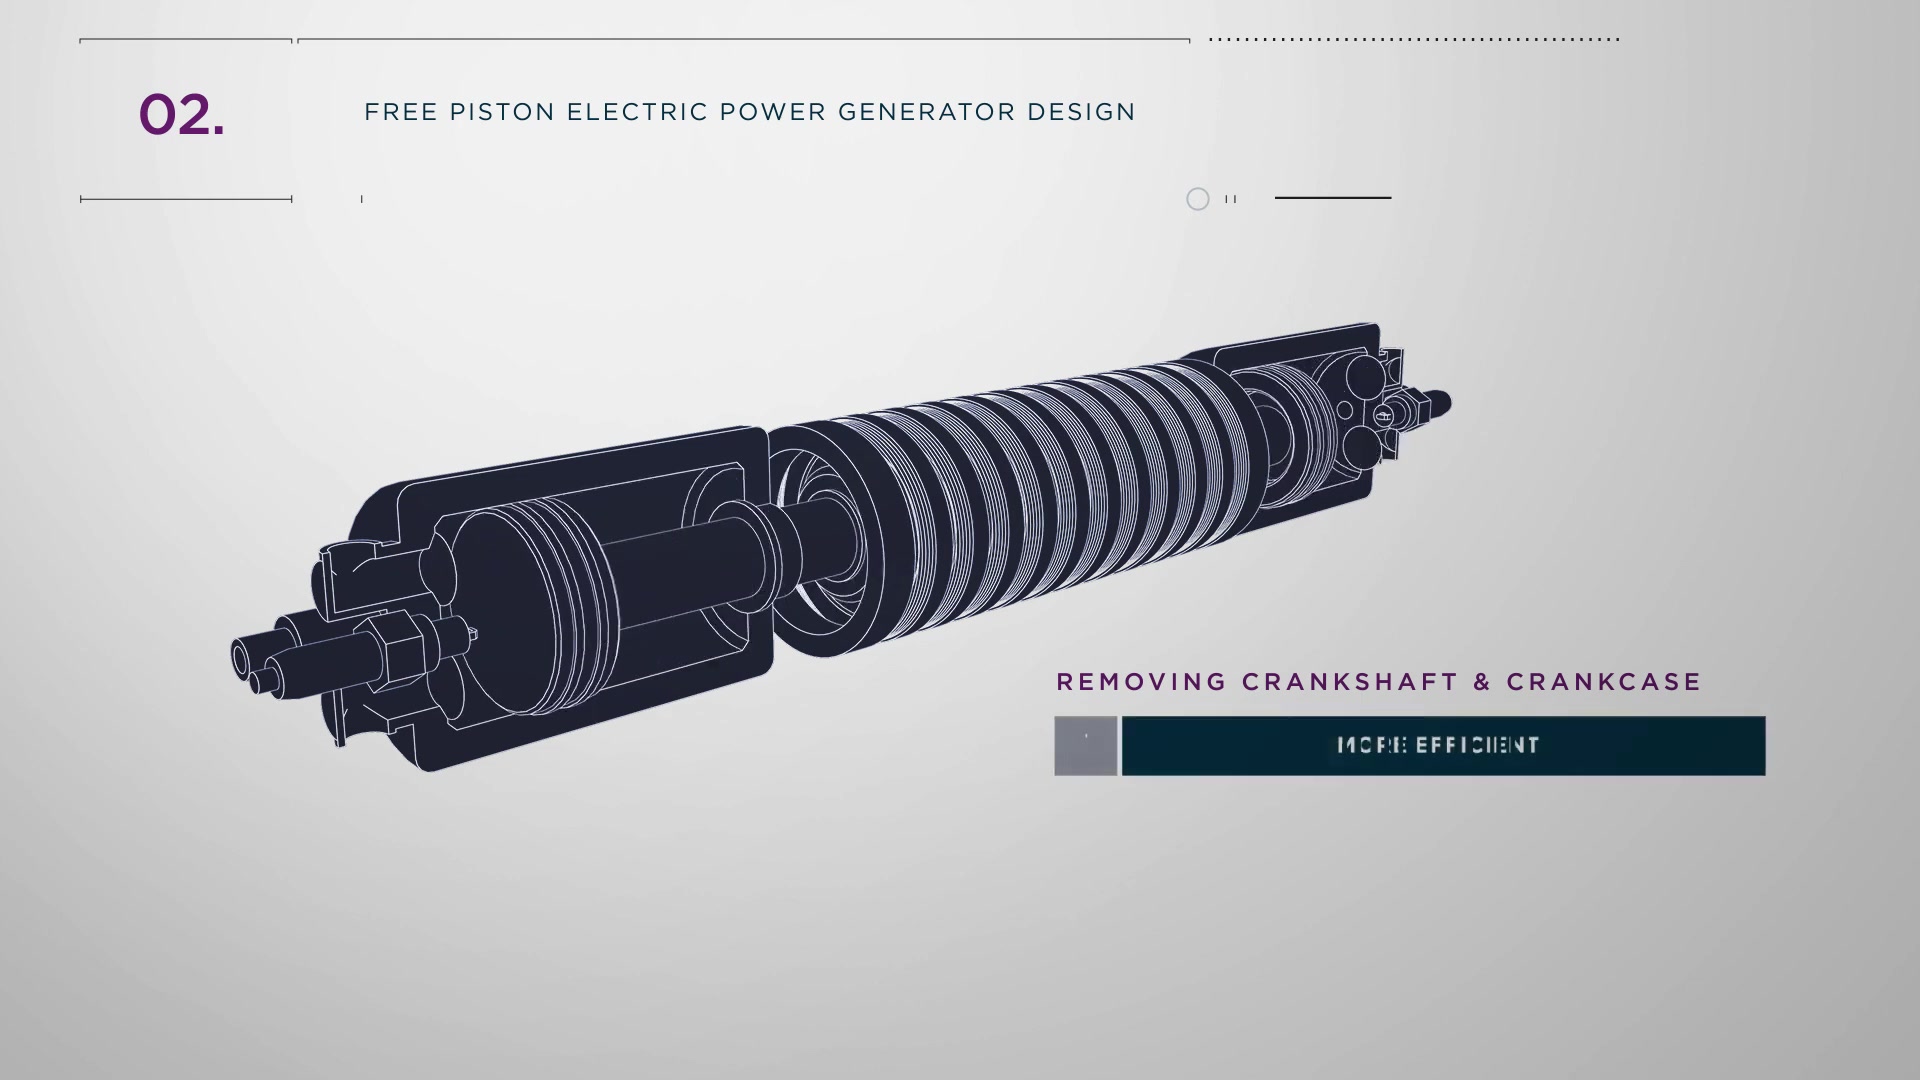 02.
FREE PISTON ELECTRIC POWER GENERATOR DESIGN
REMOVING CRANKSHAFT & CRANKCASE
MORE EFFICIENT